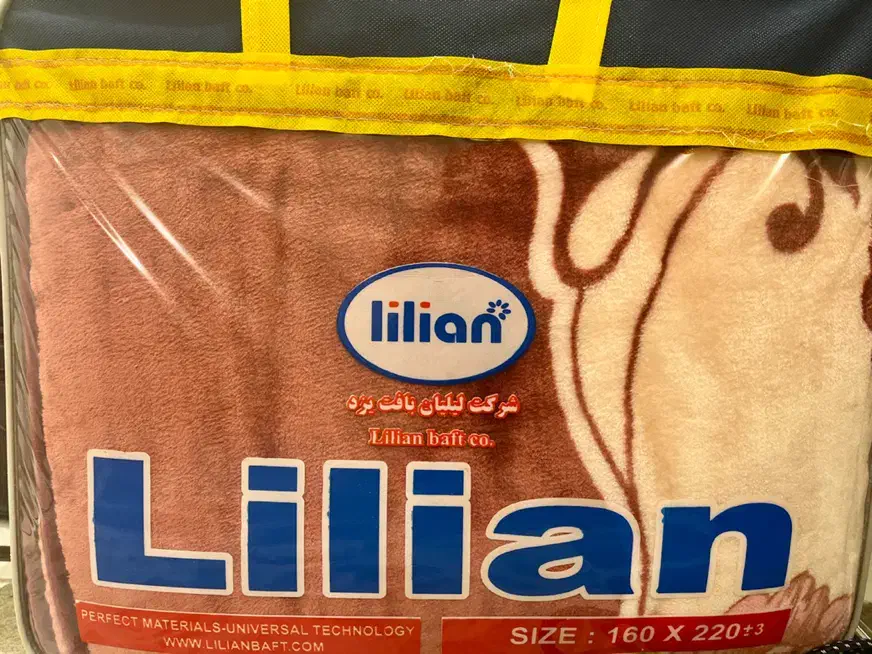 Lilian baft co. Lilian baft co. Lilian baft co. Lilian baft co. Lilian baft co. Lilian baft co. Lilian baft co.
lilian
شرکت لیلیان بافت یزد
Lilian baft co.
Lilian
PERFECT MATERIALS-UNIVERSAL TECHNOLOGY
WWW.LILIANBAFT.COM
SIZE : 160 X 220±3